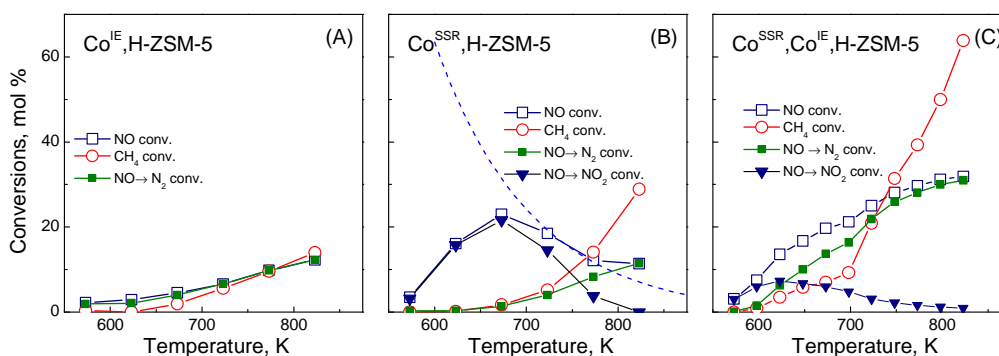 Co^IE,H-ZSM-5
(A)
NO conv.
CH₄ conv.
NO → N₂ conv.
Conversions, mol %
60
40
20
0
600
700
800
Temperature, K
Co^SSR,H-ZSM-5
(B)
NO conv.
CH₄ conv.
NO → N₂ conv.
NO → NO₂ conv.
600
700
800
Temperature, K
Co^SSR,Co^IE,H-ZSM-5
(C)
NO conv.
CH₄ conv.
NO → N₂ conv.
NO → NO₂ conv.
600
700
800
Temperature, K